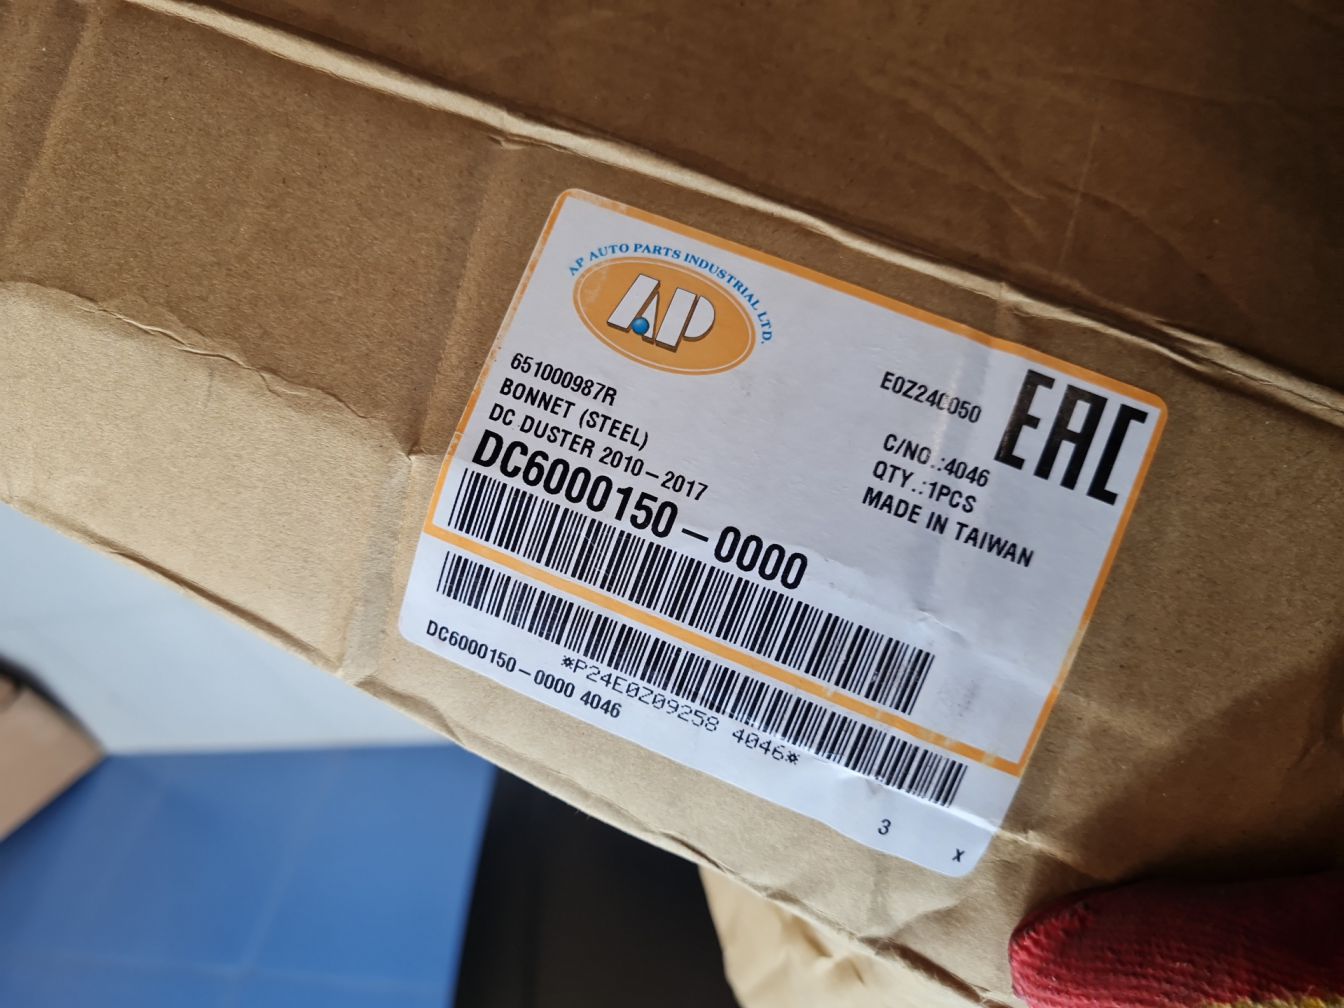 AP AUTO PARTS INDUSTRIAL LTD.
AP
651000987R
BONNET (STEEL)
DC DUSTER 2010-2017
DC6000150-0000
E0Z240050
EAC
C/NO.:4046
QTY.:1PCS
MADE IN TAIWAN
*P24E0Z09258 4046*
DC6000150-0000 4046
3
x